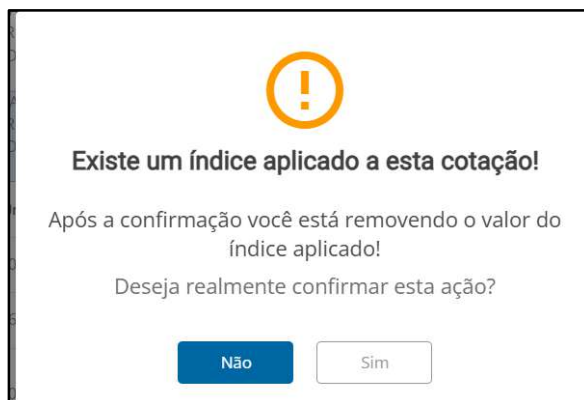 Existe um índice aplicado a esta cotação!
Após a confirmação você está removendo o valor do
índice aplicado!
Deseja realmente confirmar esta ação?
Não
Sim